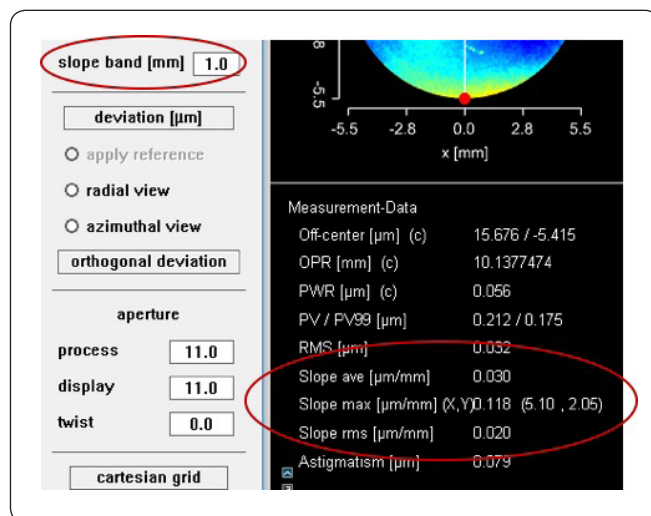 slope band [mm] 1.0
deviation [µm]
apply reference
radial view
azimuthal view
orthogonal deviation
aperture
process 11.0
display 11.0
twist 0.0
cartesian grid
8
-5.5
-5.5 -2.8 0.0 2.8 5.5
x [mm]
Measurement-Data
Off-center [µm] (c) 15.676 / -5.415
OPR [mm] (c) 10.1377474
PWR [µm] (c) 0.056
PV / PV99 [µm] 0.212 / 0.175
RMS [µm] 0.032
Slope ave [µm/mm] 0.030
Slope max [µm/mm] (X,Y)0.118 (5.10 , 2.05)
Slope rms [µm/mm] 0.020
Astigmatism [µm] 0.079